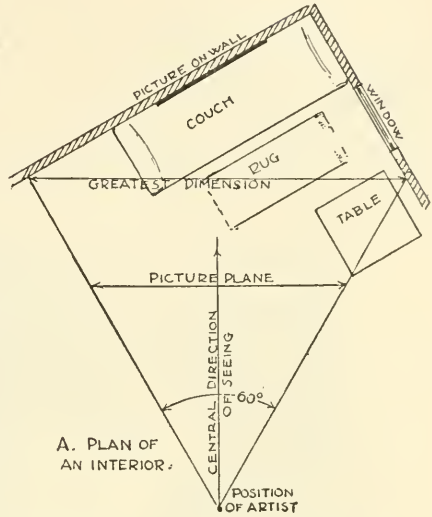 PICTURE ON WALL
COUCH
WINDOW
RUG
GREATEST DIMENSION
TABLE
PICTURE PLANE
CENTRAL DIRECTION
OF SEEING
60°
A. PLAN OF
AN INTERIOR.
POSITION
OF ARTIST